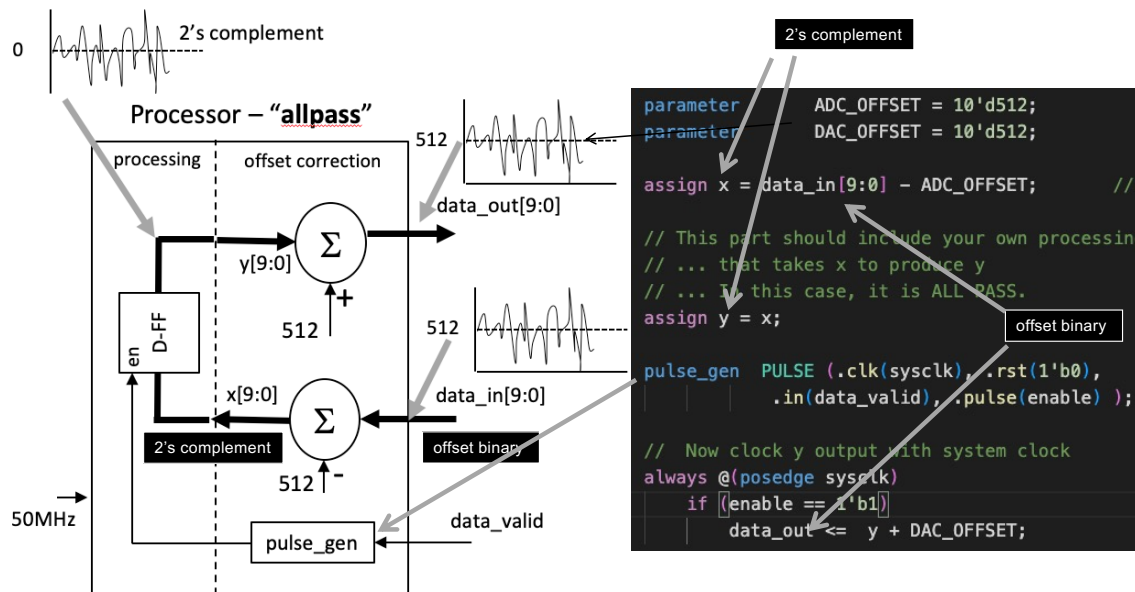 0
2's complement
Processor – “allpass”
processing
offset correction
512
data_out[9:0]
y[9:0]
Σ
+
512
D-FF
en
512
x[9:0]
data_in[9:0]
Σ
2's complement
offset binary
512
-
50MHz
data_valid
pulse_gen
2's complement
parameter ADC_OFFSET = 10'd512;
parameter DAC_OFFSET = 10'd512;
assign x = data_in[9:0] - ADC_OFFSET; //
// This part should include your own processin
// ... that takes x to produce y
// ... In this case, it is ALL PASS.
assign y = x;
offset binary
pulse_gen PULSE (.clk(sysclk), .rst(1'b0),
.in(data_valid), .pulse(enable) );
// Now clock y output with system clock
always @(posedge sysclk)
if (enable == 1'b1)
data_out <= y + DAC_OFFSET;